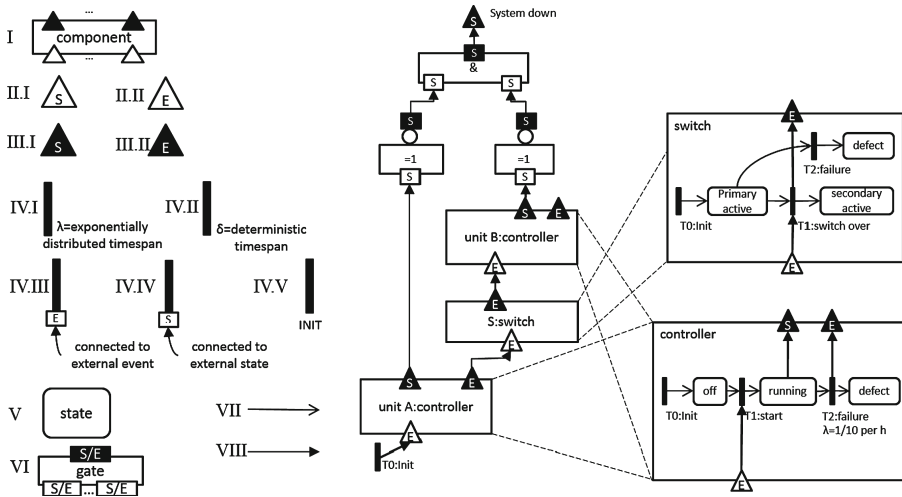 I
...
component
...
II.I
S
II.II
E
III.I
S
III.II
E
IV.I
λ=exponentially
distributed timespan
IV.II
δ=deterministic
timespan
IV.III
E
connected to
external event
IV.IV
S
connected to
external state
IV.V
INIT
V
state
VI
S/E
gate
S/E ... S/E
VII
VIII
System down
S
S
&
S
S
S
=1
S
S
=1
S
S
E
unit B:controller
E
E
S:switch
E
S
E
unit A:controller
E
T0:Init
E
switch
defect
T2:failure
Primary
active
secondary
active
T0:Init
T1:switch over
E
S
E
controller
off
running
defect
T0:Init
T1:start
T2:failure
λ=1/10 per h
E